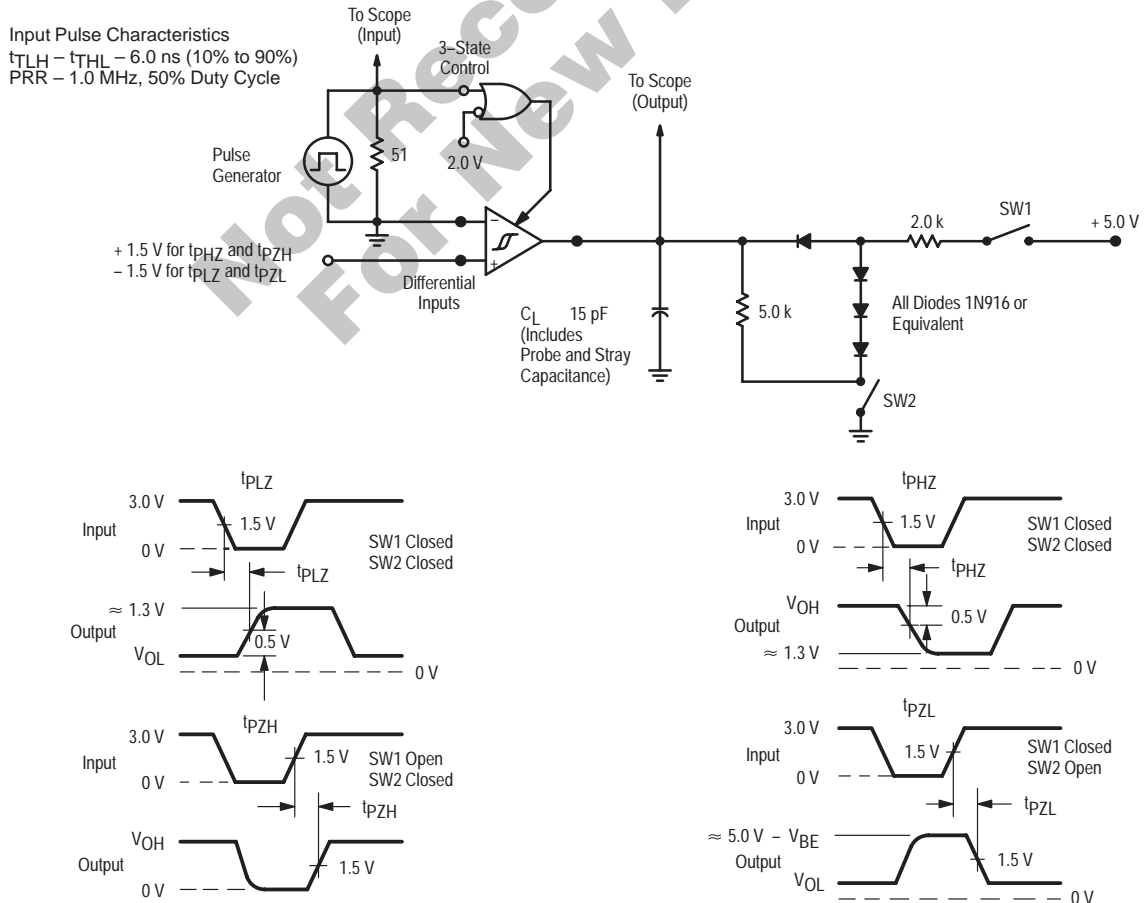 Input Pulse Characteristics
tTLH – tTHL – 6.0 ns (10% to 90%)
PRR – 1.0 MHz, 50% Duty Cycle
To Scope
(Input)
3–State
Control
To Scope
(Output)
Pulse
Generator
51
2.0 V
+ 1.5 V for tPHZ and tPZH
– 1.5 V for tPLZ and tPZL
–
+
Differential
Inputs
CL 15 pF
(Includes
Probe and Stray
Capacitance)
5.0 k
2.0 k
SW1
+ 5.0 V
All Diodes 1N916 or
Equivalent
SW2
Not Reco
For New
tPLZ
3.0 V
Input
1.5 V
0 V
SW1 Closed
SW2 Closed
tPLZ
≈ 1.3 V
Output
0.5 V
VOL
0 V
tPHZ
3.0 V
Input
1.5 V
0 V
SW1 Closed
SW2 Closed
tPHZ
VOH
Output
0.5 V
≈ 1.3 V
0 V
tPZH
3.0 V
Input
1.5 V
0 V
SW1 Open
SW2 Closed
tPZH
VOH
Output
1.5 V
0 V
tPZL
3.0 V
Input
1.5 V
0 V
SW1 Closed
SW2 Open
tPZL
≈ 5.0 V – VBE
Output
1.5 V
VOL
0 V